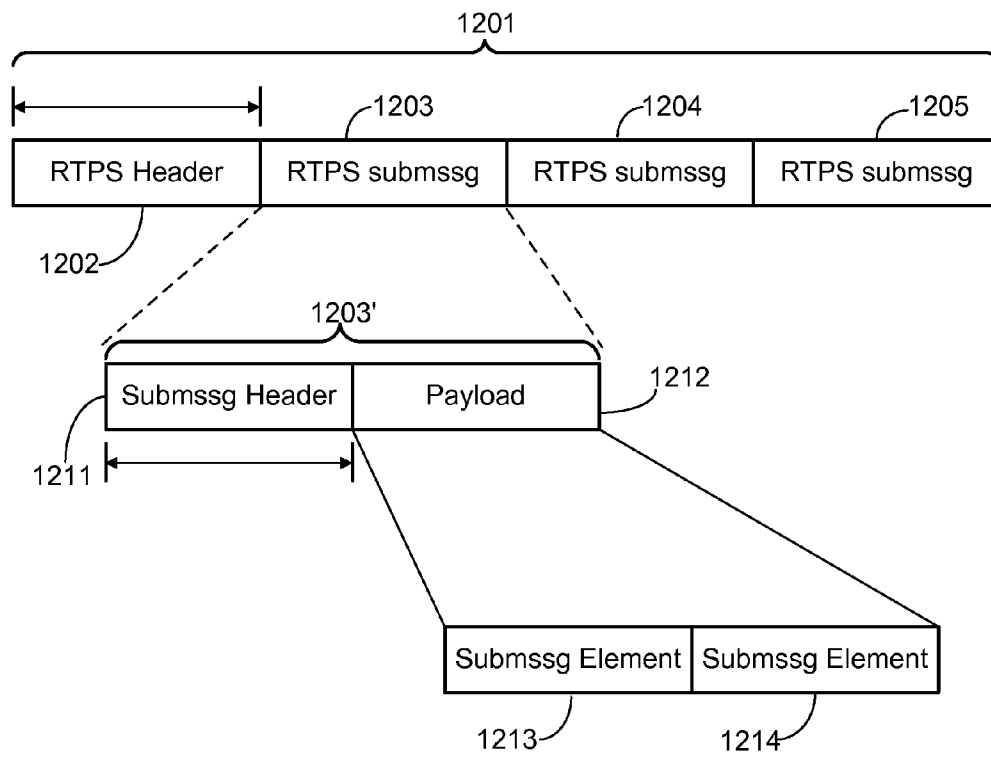 1201
1203
1204
1205
RTPS Header
RTPS submssg
RTPS submssg
RTPS submssg
1202
1203'
1212
Submssg Header
Payload
1211
Submssg Element
Submssg Element
1213
1214